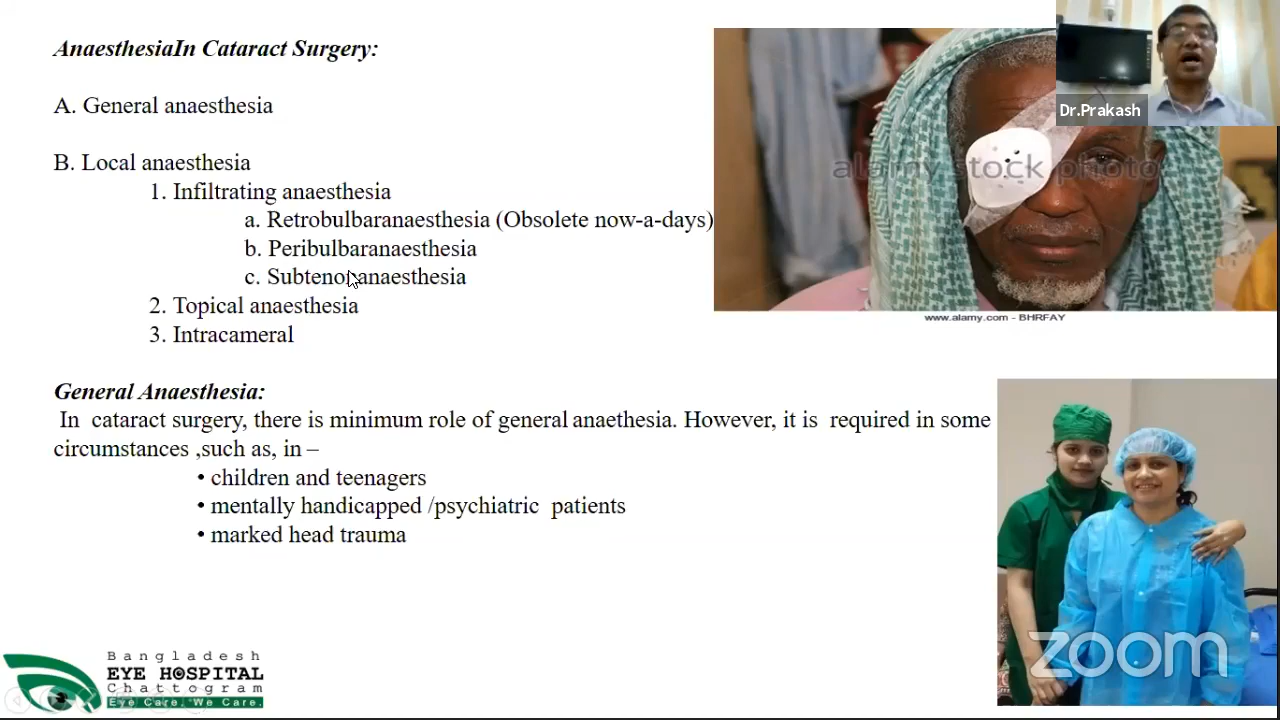 AnaesthesiaIn Cataract Surgery:
A. General anaesthesia
B. Local anaesthesia
1. Infiltrating anaesthesia
a. Retrobulbaranaesthesia (Obsolete now-a-days)
b. Peribulbaranaesthesia
c. Subtenonanaesthesia
2. Topical anaesthesia
3. Intracameral
General Anaesthesia:
In cataract surgery, there is minimum role of general anaethesia. However, it is required in some
circumstances ,such as, in –
• children and teenagers
• mentally handicapped /psychiatric patients
• marked head trauma
Dr.Prakash
alamy stock photo
www.alamy.com - BHRFAY
zoom
Bangladesh
EYE HOSPITAL
Chattogram
Eye Care, We Care.